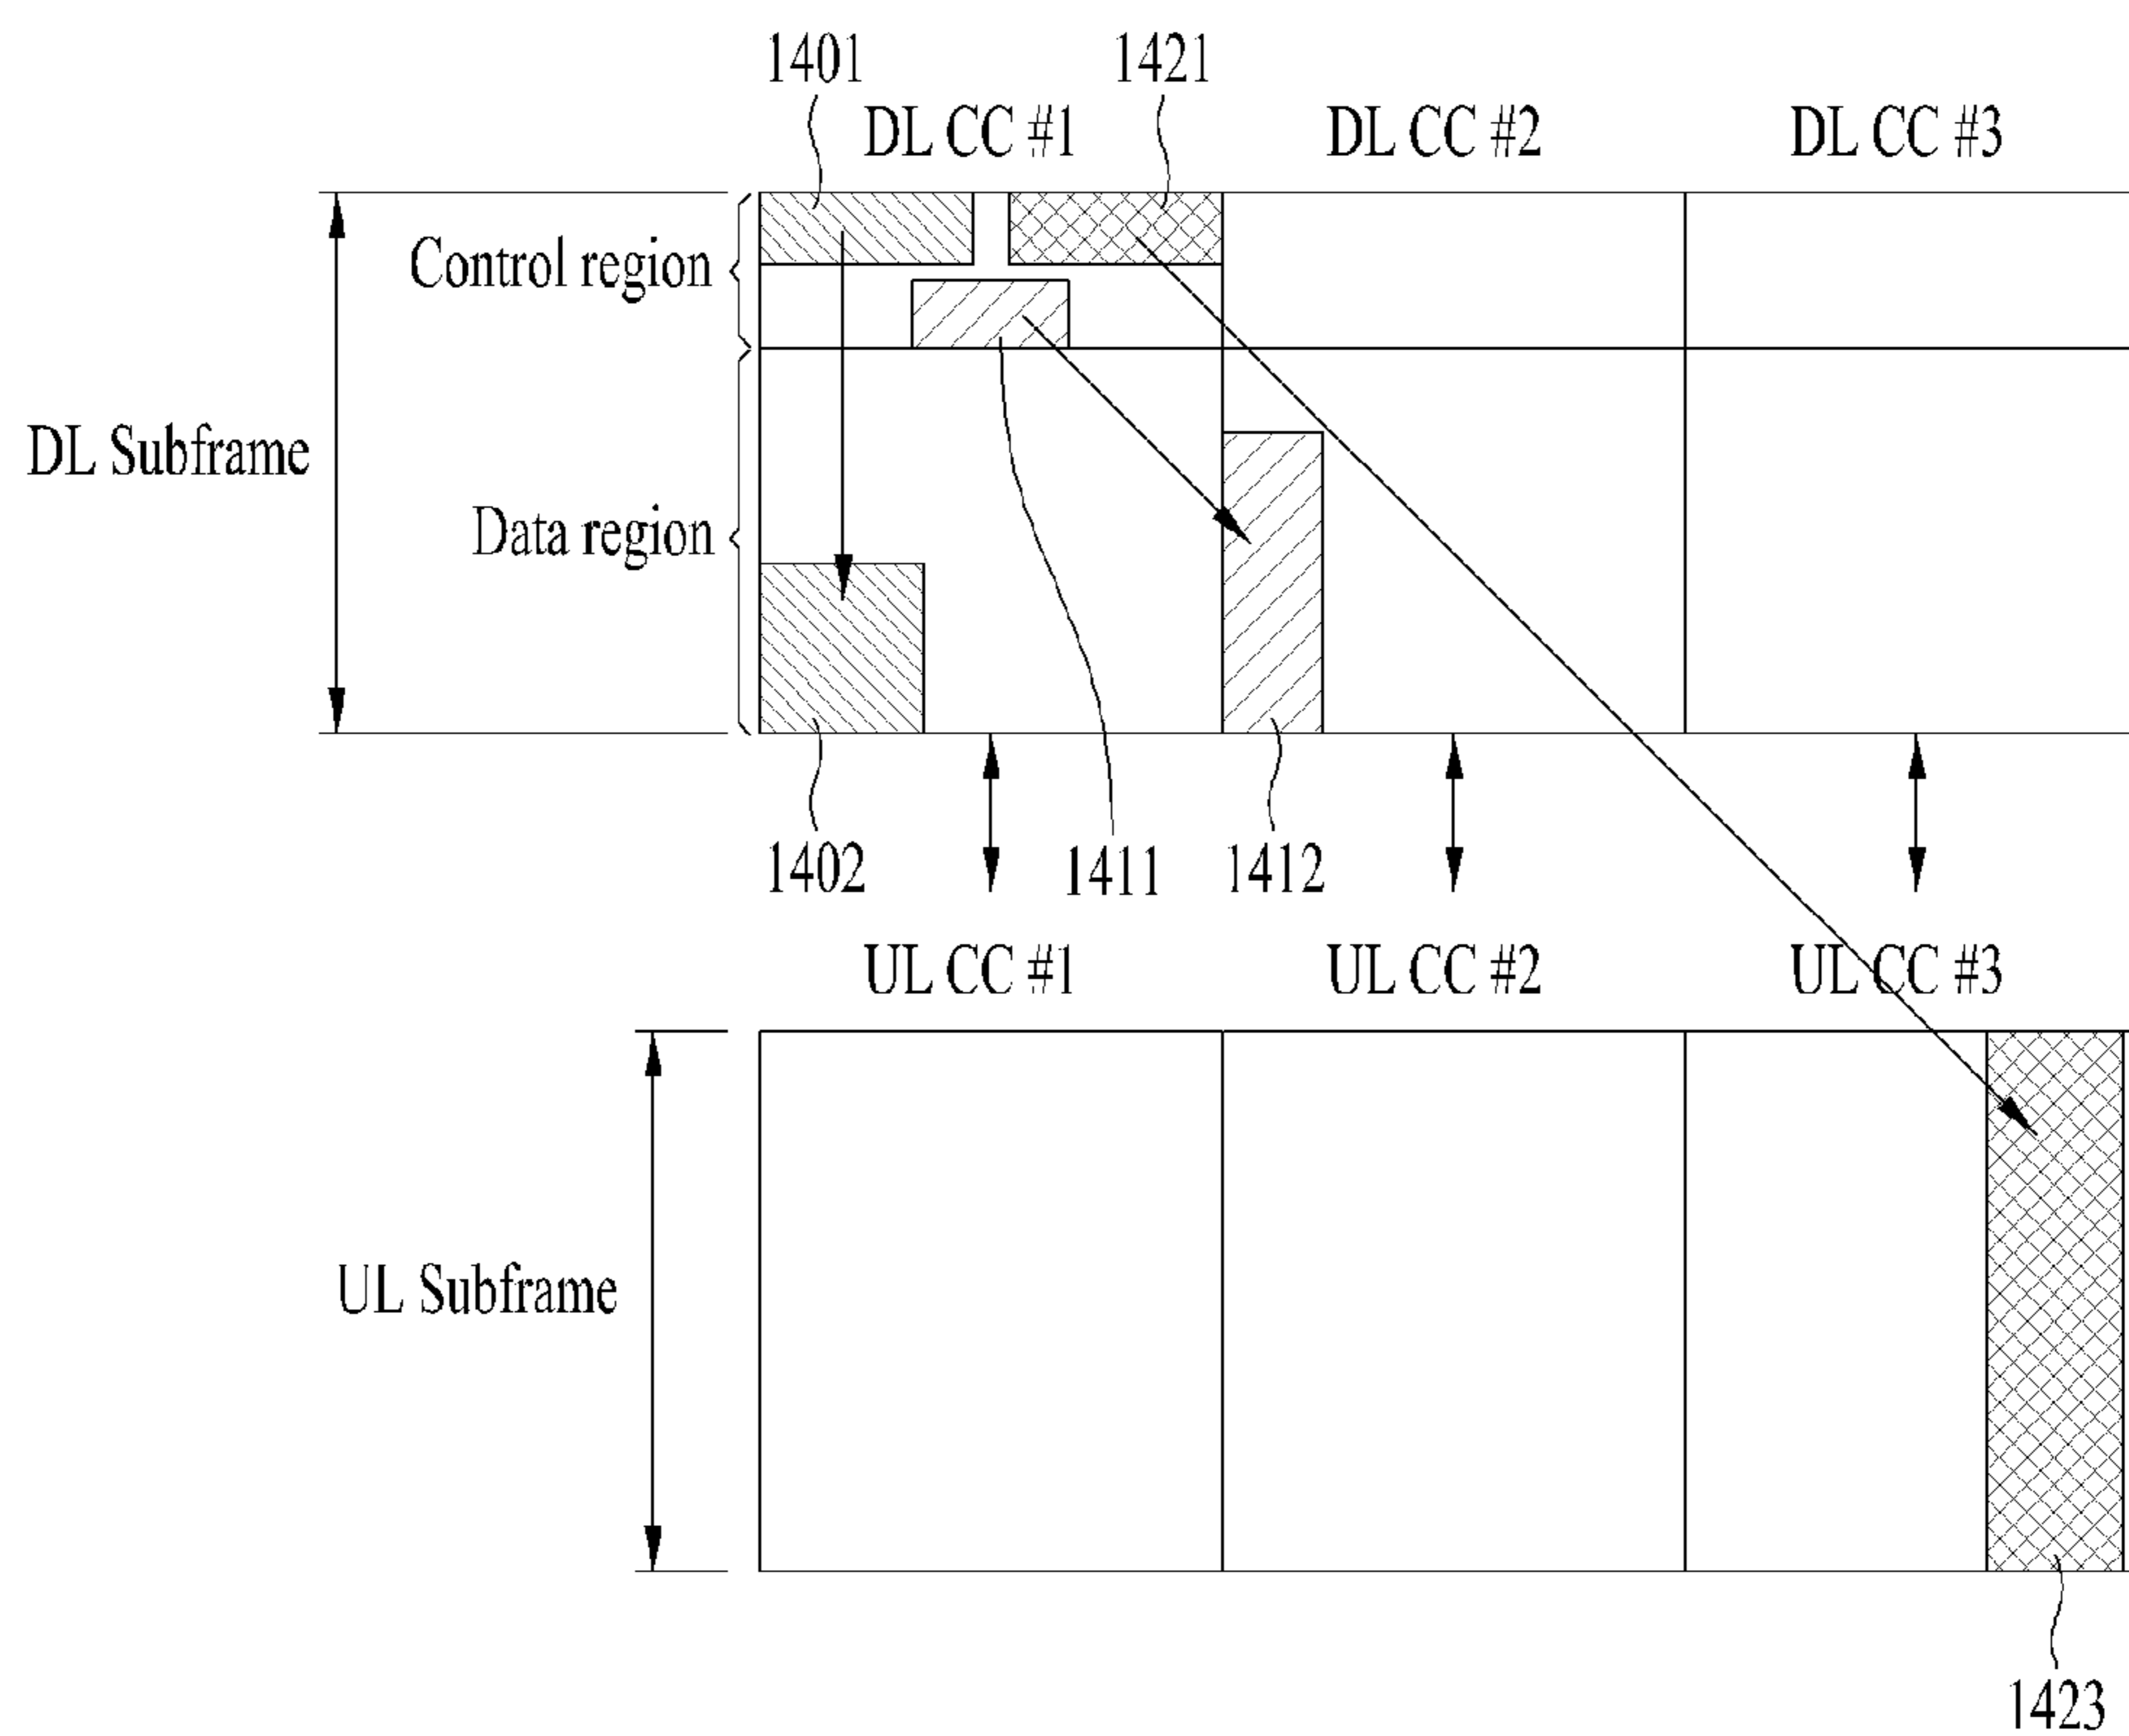 1401
1421
DL CC #1
DL CC #2
DL CC #3
Control region
DL Subframe
Data region
1402
1411
1412
UL CC #1
UL CC #2
UL CC #3
UL Subframe
1423